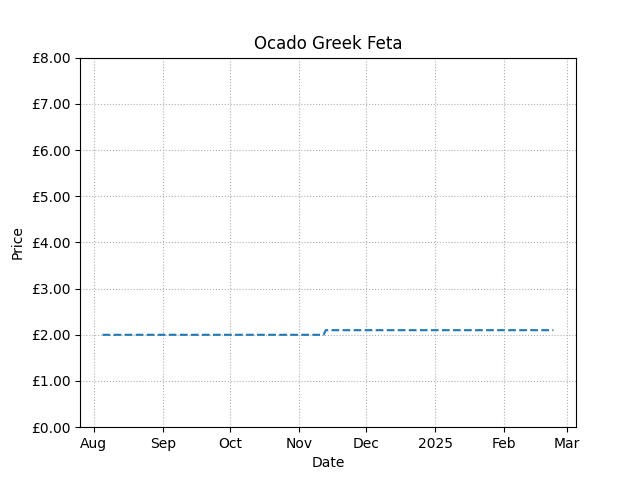 Ocado Greek Feta
£8.00
£7.00
£6.00
£5.00
£4.00
£3.00
£2.00
£1.00
£0.00
Price
Aug Sep Oct Nov Dec 2025 Feb Mar
Date